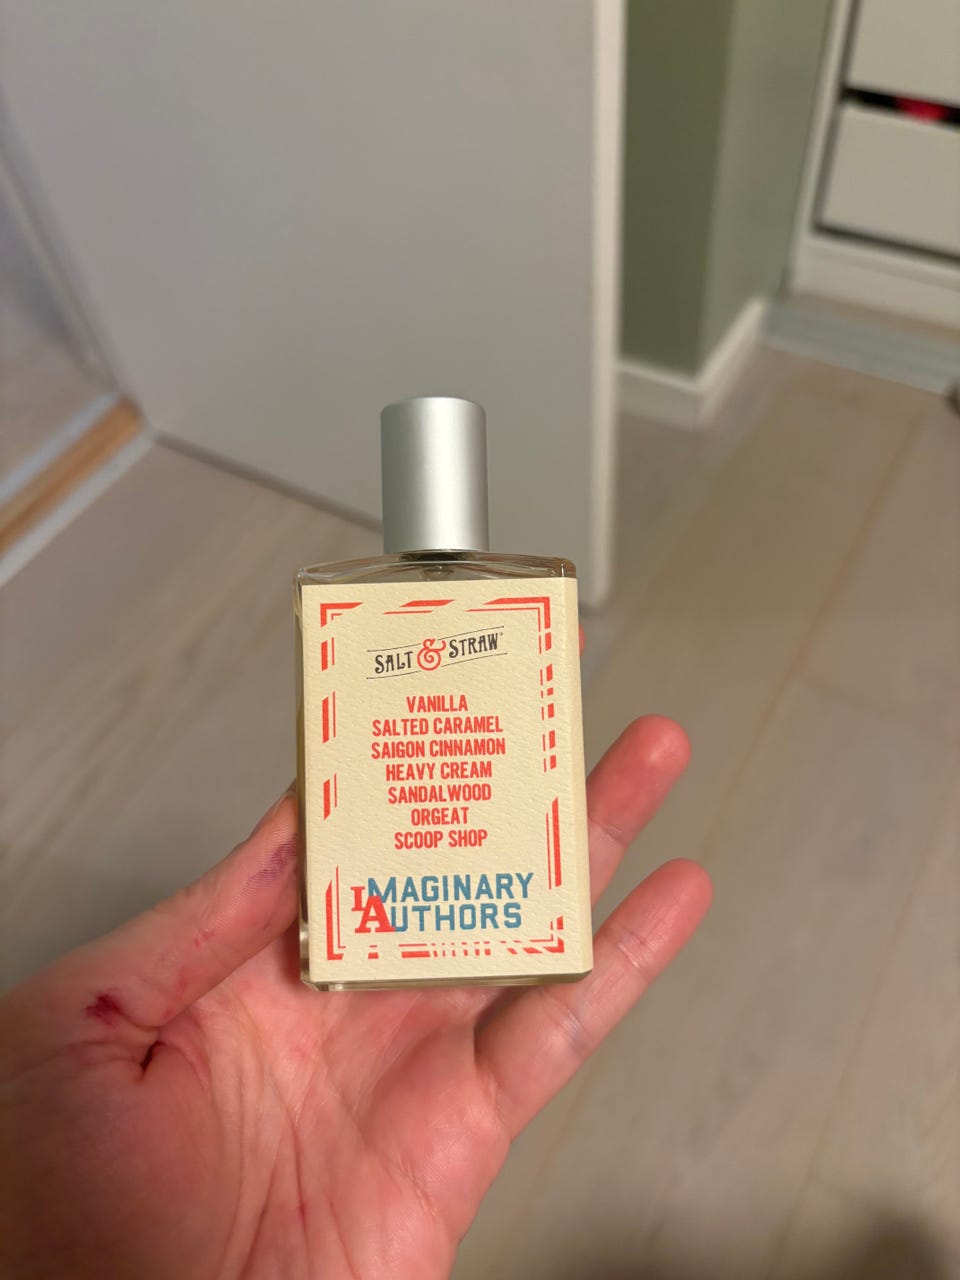 SALT & STRAW
VANILLA
SALTED CARAMEL
SAIGON CINNAMON
HEAVY CREAM
SANDALWOOD
ORGEAT
SCOOP SHOP
IMAGINARY
AUTHORS